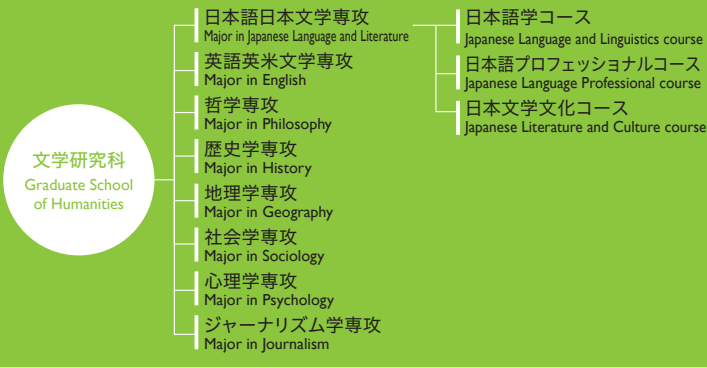 文学研究科
Graduate School
of Humanities
日本語日本文学専攻
Major in Japanese Language and Literature
日本語学コース
Japanese Language and Linguistics course
日本語プロフェッショナルコース
Japanese Language Professional course
日本文学文化コース
Japanese Literature and Culture course
英語英米文学専攻
Major in English
哲学専攻
Major in Philosophy
歴史学専攻
Major in History
地理学専攻
Major in Geography
社会学専攻
Major in Sociology
心理学専攻
Major in Psychology
ジャーナリズム学専攻
Major in Journalism